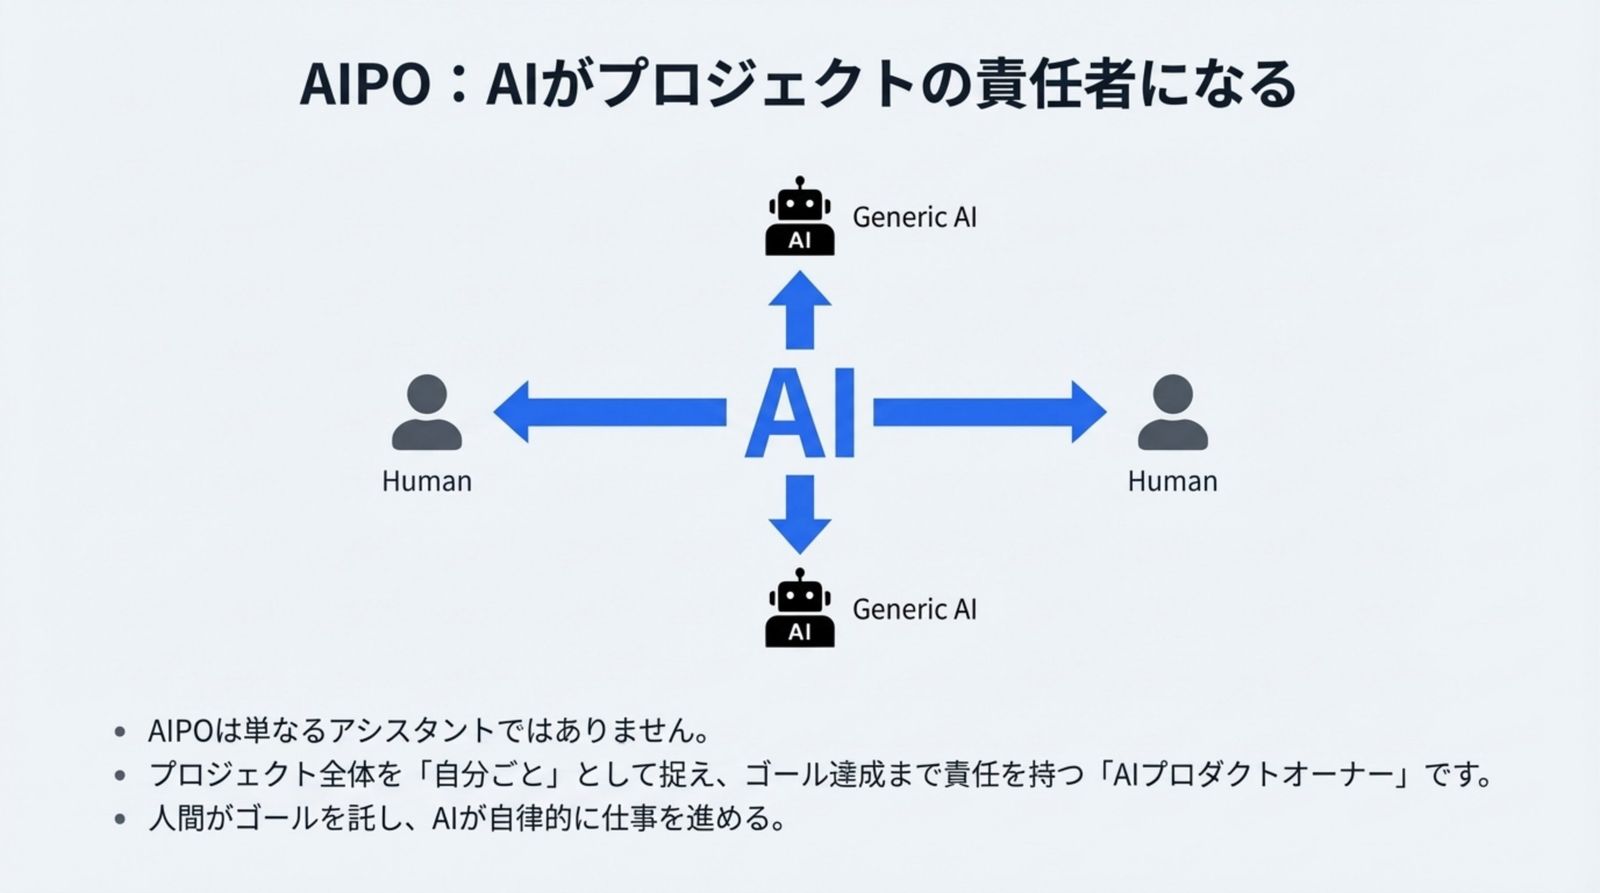 AIPO：AIがプロジェクトの責任者になる
Generic AI
AI
AI
Human
Human
Generic AI
AI
AIPOは単なるアシスタントではありません。
プロジェクト全体を「自分ごと」として捉え、ゴール達成まで責任を持つ「AIプロダクトオーナー」です。
人間がゴールを託し、AIが自律的に仕事を進める。